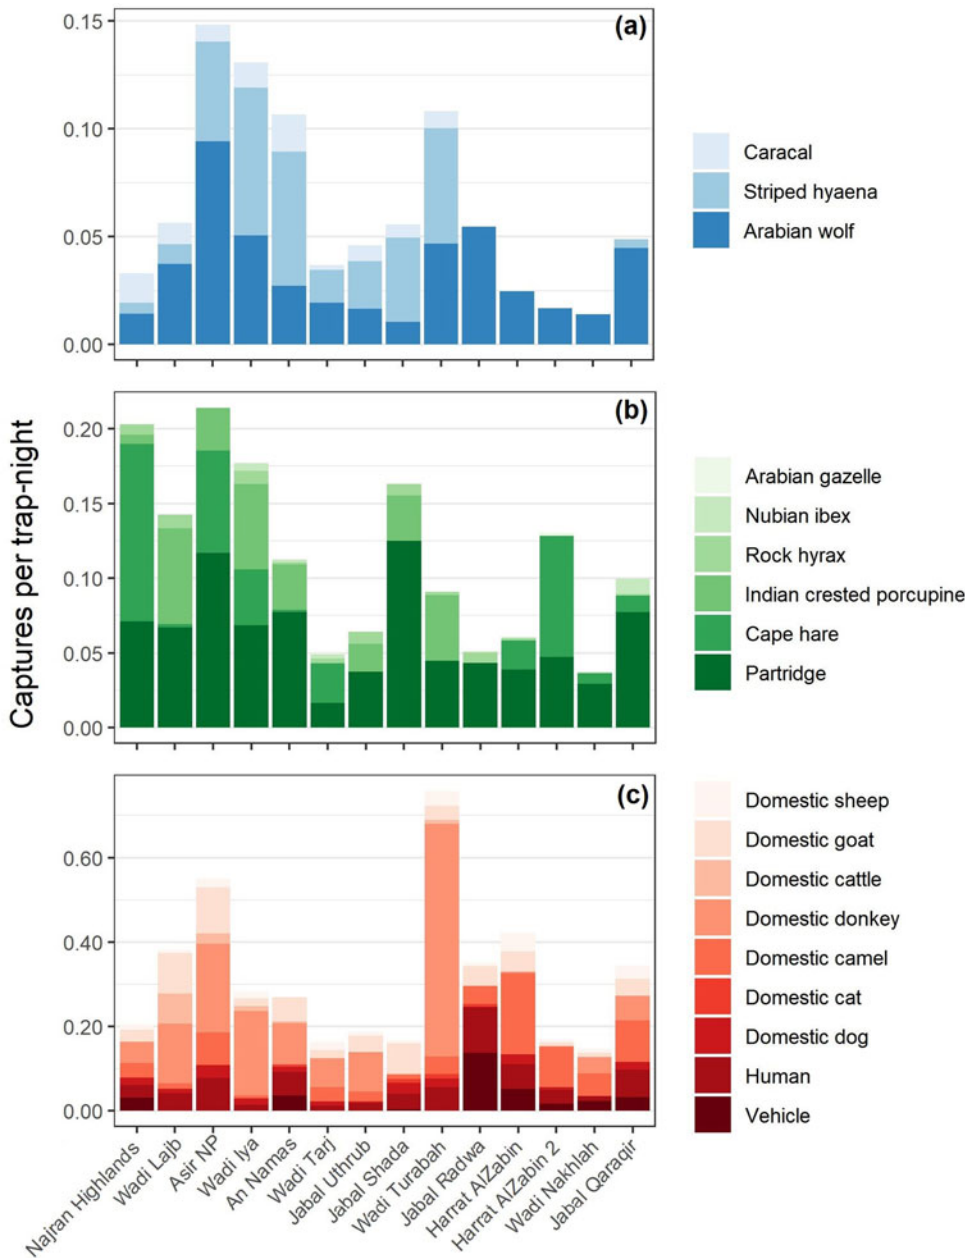 Captures per trap-night
(a)
0.15
0.10
0.05
0.00
Caracal
Striped hyaena
Arabian wolf
(b)
0.20
0.15
0.10
0.05
0.00
Arabian gazelle
Nubian ibex
Rock hyrax
Indian crested porcupine
Cape hare
Partridge
(c)
0.60
0.40
0.20
0.00
Domestic sheep
Domestic goat
Domestic cattle
Domestic donkey
Domestic camel
Domestic cat
Domestic dog
Human
Vehicle
Najran Highlands
Wadi Lajb
Asir NP
Wadi Iya
An Namas
Wadi Tarj
Jabal Uthrub
Jabal Shada
Wadi Turabah
Jabal Radwa
Harrat AlZabin
Harrat AlZabin 2
Wadi Nakhlah
Jabal Qaraqir